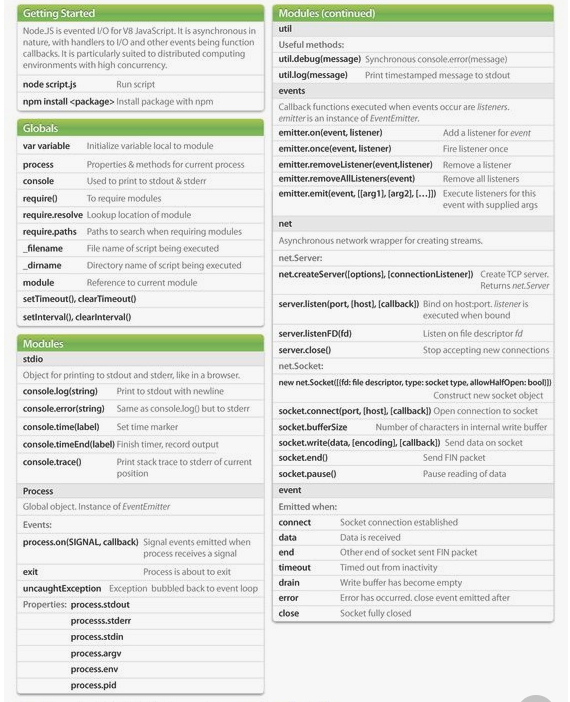 Getting Started
NodeJS is evented I/O for V8 JavaScript. It is asynchronous in
nature, with handlers to I/O and other events being function
callbacks. It is particularly suited to distributed computing
environments with high concurrency.
node script.js Run script
npm install <package> Install package with npm
Globals
var variable Initialize variable local to module
process Properties & methods for current process
console Used to print to stdout & stderr
require() To require modules
require.resolve Lookup location of module
require.paths Paths to search when requiring modules
_filename File name of script being executed
_dirname Directory name of script being executed
module Reference to current module
setTimeout(), clearTimeout()
setInterval(), clearInterval()
Modules
stdio
Object for printing to stdout and stderr, like in a browser.
console.log(string) Print to stdout with newline
console.error(string) Same as console.log() but to stderr
console.time(label) Set time marker
console.timeEnd(label) Finish timer, record output
console.trace() Print stack trace to stderr of current
position
Process
Global object. Instance of EventEmitter
Events:
process.on(SIGNAL, callback) Signal events emitted when
process receives a signal
exit Process is about to exit
uncaughtException Exception bubbled back to event loop
Properties: process.stdout
processs.stderr
process.stdin
process.argv
process.env
process.pid
Modules (continued)
util
Useful methods:
util.debug(message) Synchronous console.error(message)
util.log(message) Print timestamped message to stdout
events
Callback functions executed when events occur are listeners.
emitter is an instance of EventEmitter.
emitter.on(event, listener) Add a listener for event
emitter.once(event, listener) Fire listener once
emitter.removeListener(event,listener) Remove a listener
emitter.removeAllListeners(event) Remove all listeners
emitter.emit(event, [[arg1], [arg2], [...]]) Execute listeners for this
event with supplied args
net
Asynchronous network wrapper for creating streams.
net.Server:
net.createServer([options], [connectionListener]) Create TCP server.
Returns net.Server
server.listen(port, [host], [callback]) Bind on host:port. listener is
executed when bound
server.listenFD(fd) Listen on file descriptor fd
server.close() Stop accepting new connections
net.Socket:
new net.Socket([{fd: file descriptor, type: socket type, allowHalfOpen: bool}])
Construct new socket object
socket.connect(port, [host], [callback]) Open connection to socket
socket.bufferSize Number of characters in internal write buffer
socket.write(data, [encoding], [callback]) Send data on socket
socket.end() Send FIN packet
socket.pause() Pause reading of data
event
Emitted when:
connect Socket connection established
data Data is received
end Other end of socket sent FIN packet
timeout Timed out from inactivity
drain Write buffer has become empty
error Error has occurred. close event emitted after
close Socket fully closed